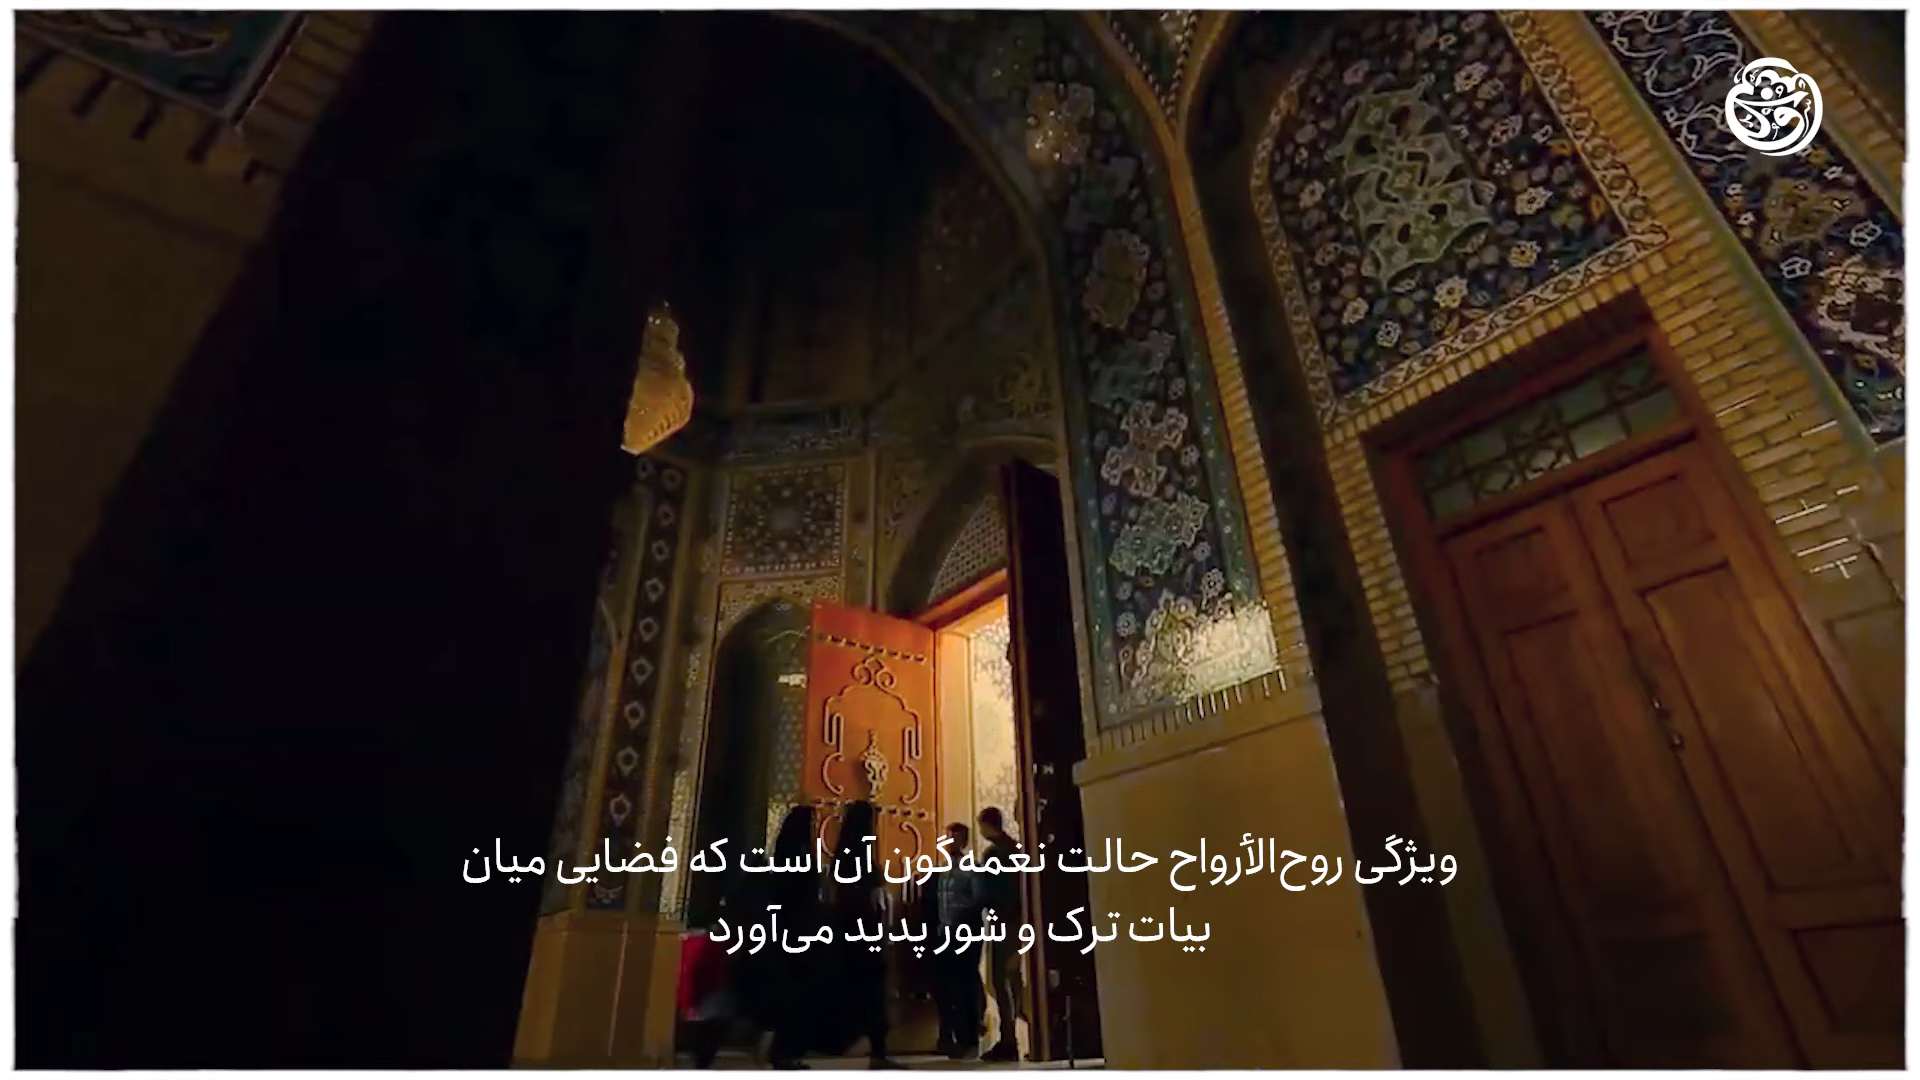 ویژگی روح‌الأرواح حالت نغمه‌گون آن است که فضایی میان
بیات ترک و شور پدید می‌آورد